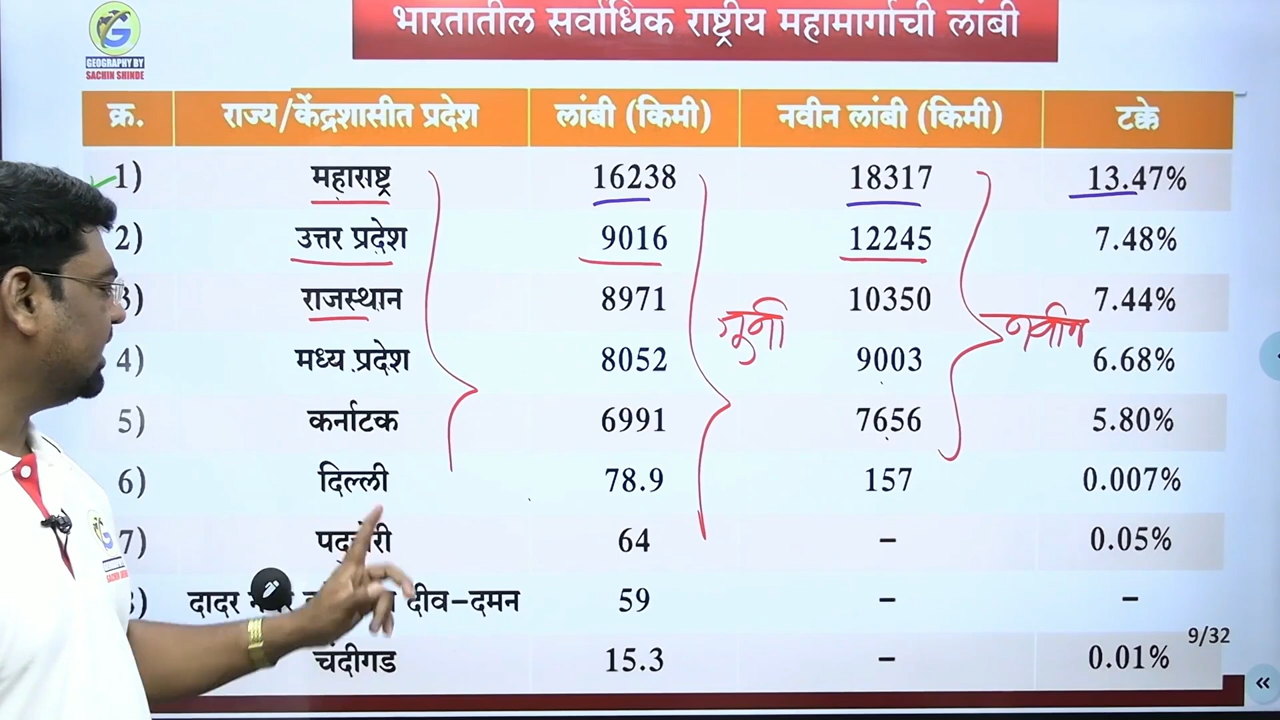 भारतातील सर्वाधिक राष्ट्रीय महामार्गाची लांबी
GEOGRAPHY BY
SACHIN SHINDE
क्र. राज्य/केंद्रशासीत प्रदेश लांबी (किमी) नवीन लांबी (किमी) टक्के
1) महाराष्ट्र 16238 18317 13.47%
2) उत्तर प्रदेश 9016 12245 7.48%
3) राजस्थान 8971 10350 7.44%
जुनी नवीन
4) मध्य प्रदेश 8052 9003 6.68%
5) कर्नाटक 6991 7656 5.80%
6) दिल्ली 78.9 157 0.007%
7) 64 – 0.05%
दादर दीव–दमन 59 – –
9/32
चंदीगड 15.3 – 0.01%